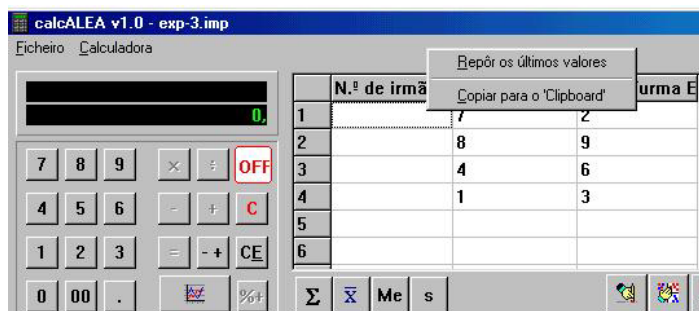 calcALEA v1.0 - exp-3.imp
Ficheiro Calculadora
Repôr os últimos valores
Copiar para o 'Clipboard'
N.º de irmã urma E
0,
1 7 2
2 8 9
3 4 6
4 1 3
5
6
7 8 9 × ÷ OFF
4 5 6 - + C
1 2 3 = - + CE
0 00 . %+
Σ x̅ Me s